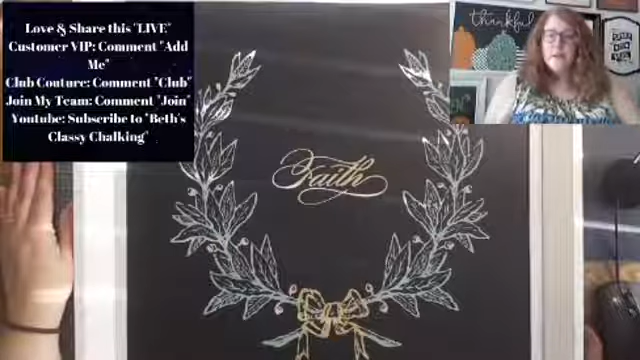 Love & Share this "LIVE"
Customer VIP: Comment "Add
Me"
Club Couture: Comment "Club"
Join My Team: Comment "Join"
Youtube: Subscribe to "Beth's
Classy Chalking"
thankful
Faith